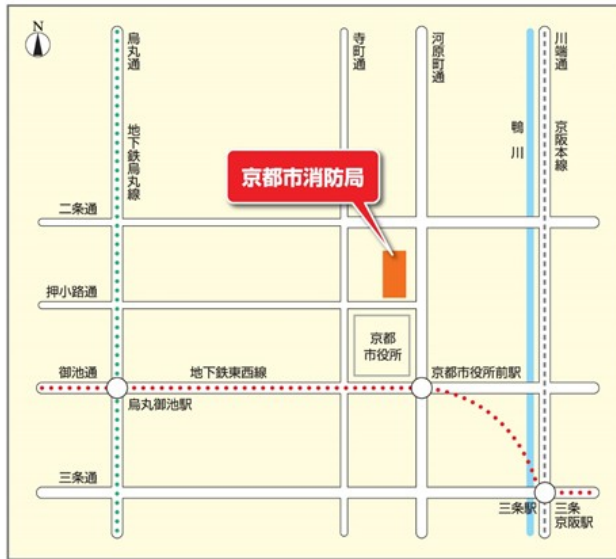 N
烏丸通
地下鉄烏丸線
寺町通
河原町通
鴨川
川端通
京阪本線
京都市消防局
二条通
押小路通
京都
市役所
御池通
地下鉄東西線
京都市役所前駅
烏丸御池駅
三条通
三条駅
三条
京阪駅